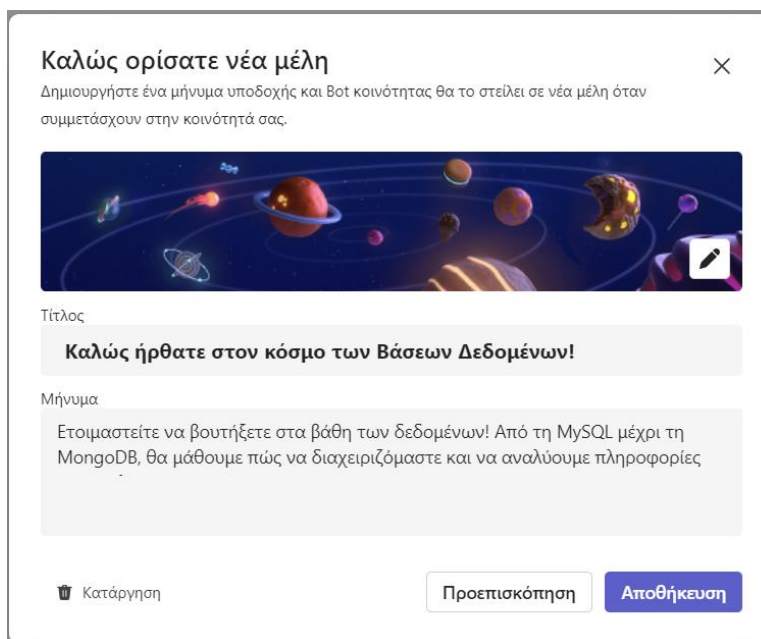 Καλώς ορίσατε νέα μέλη
Δημιουργήστε ένα μήνυμα υποδοχής και Bot κοινότητας θα το στείλει σε νέα μέλη όταν
συμμετάσχουν στην κοινότητά σας.
Τίτλος
Καλώς ήρθατε στον κόσμο των Βάσεων Δεδομένων!
Μήνυμα
Ετοιμαστείτε να βουτήξετε στα βάθη των δεδομένων! Από τη MySQL μέχρι τη
MongoDB, θα μάθουμε πώς να διαχειριζόμαστε και να αναλύουμε πληροφορίες
Κατάργηση
Προεπισκόπηση
Αποθήκευση